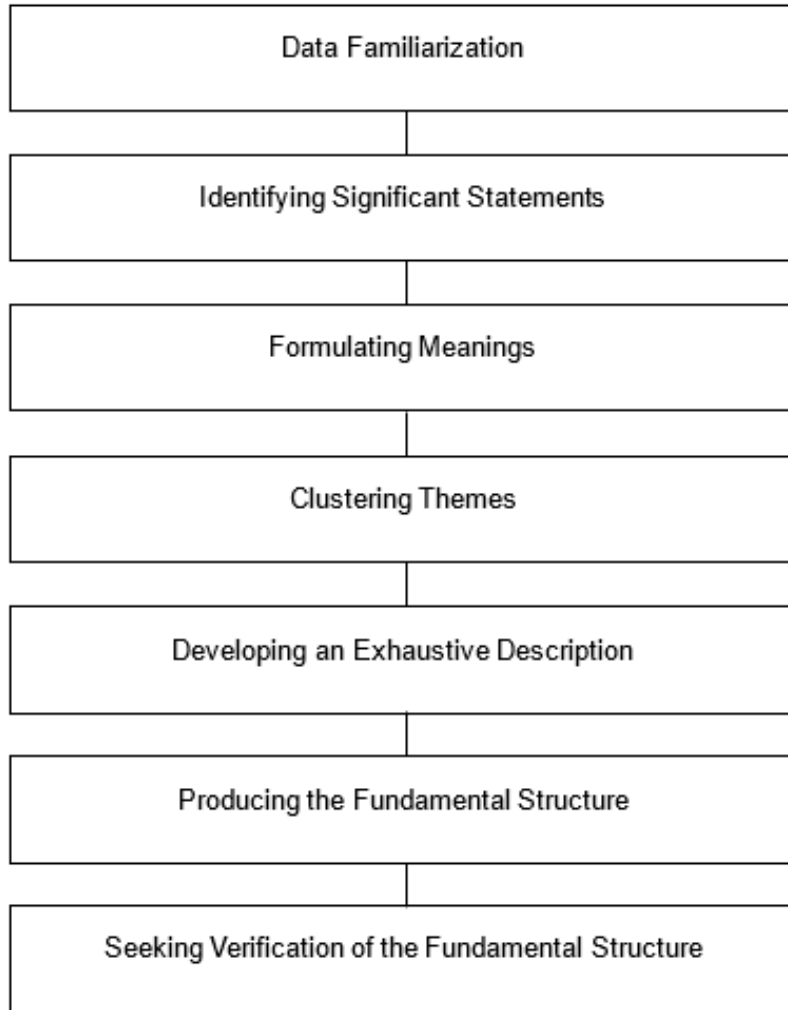 Data Familiarization
Identifying Significant Statements
Formulating Meanings
Clustering Themes
Developing an Exhaustive Description
Producing the Fundamental Structure
Seeking Verification of the Fundamental Structure